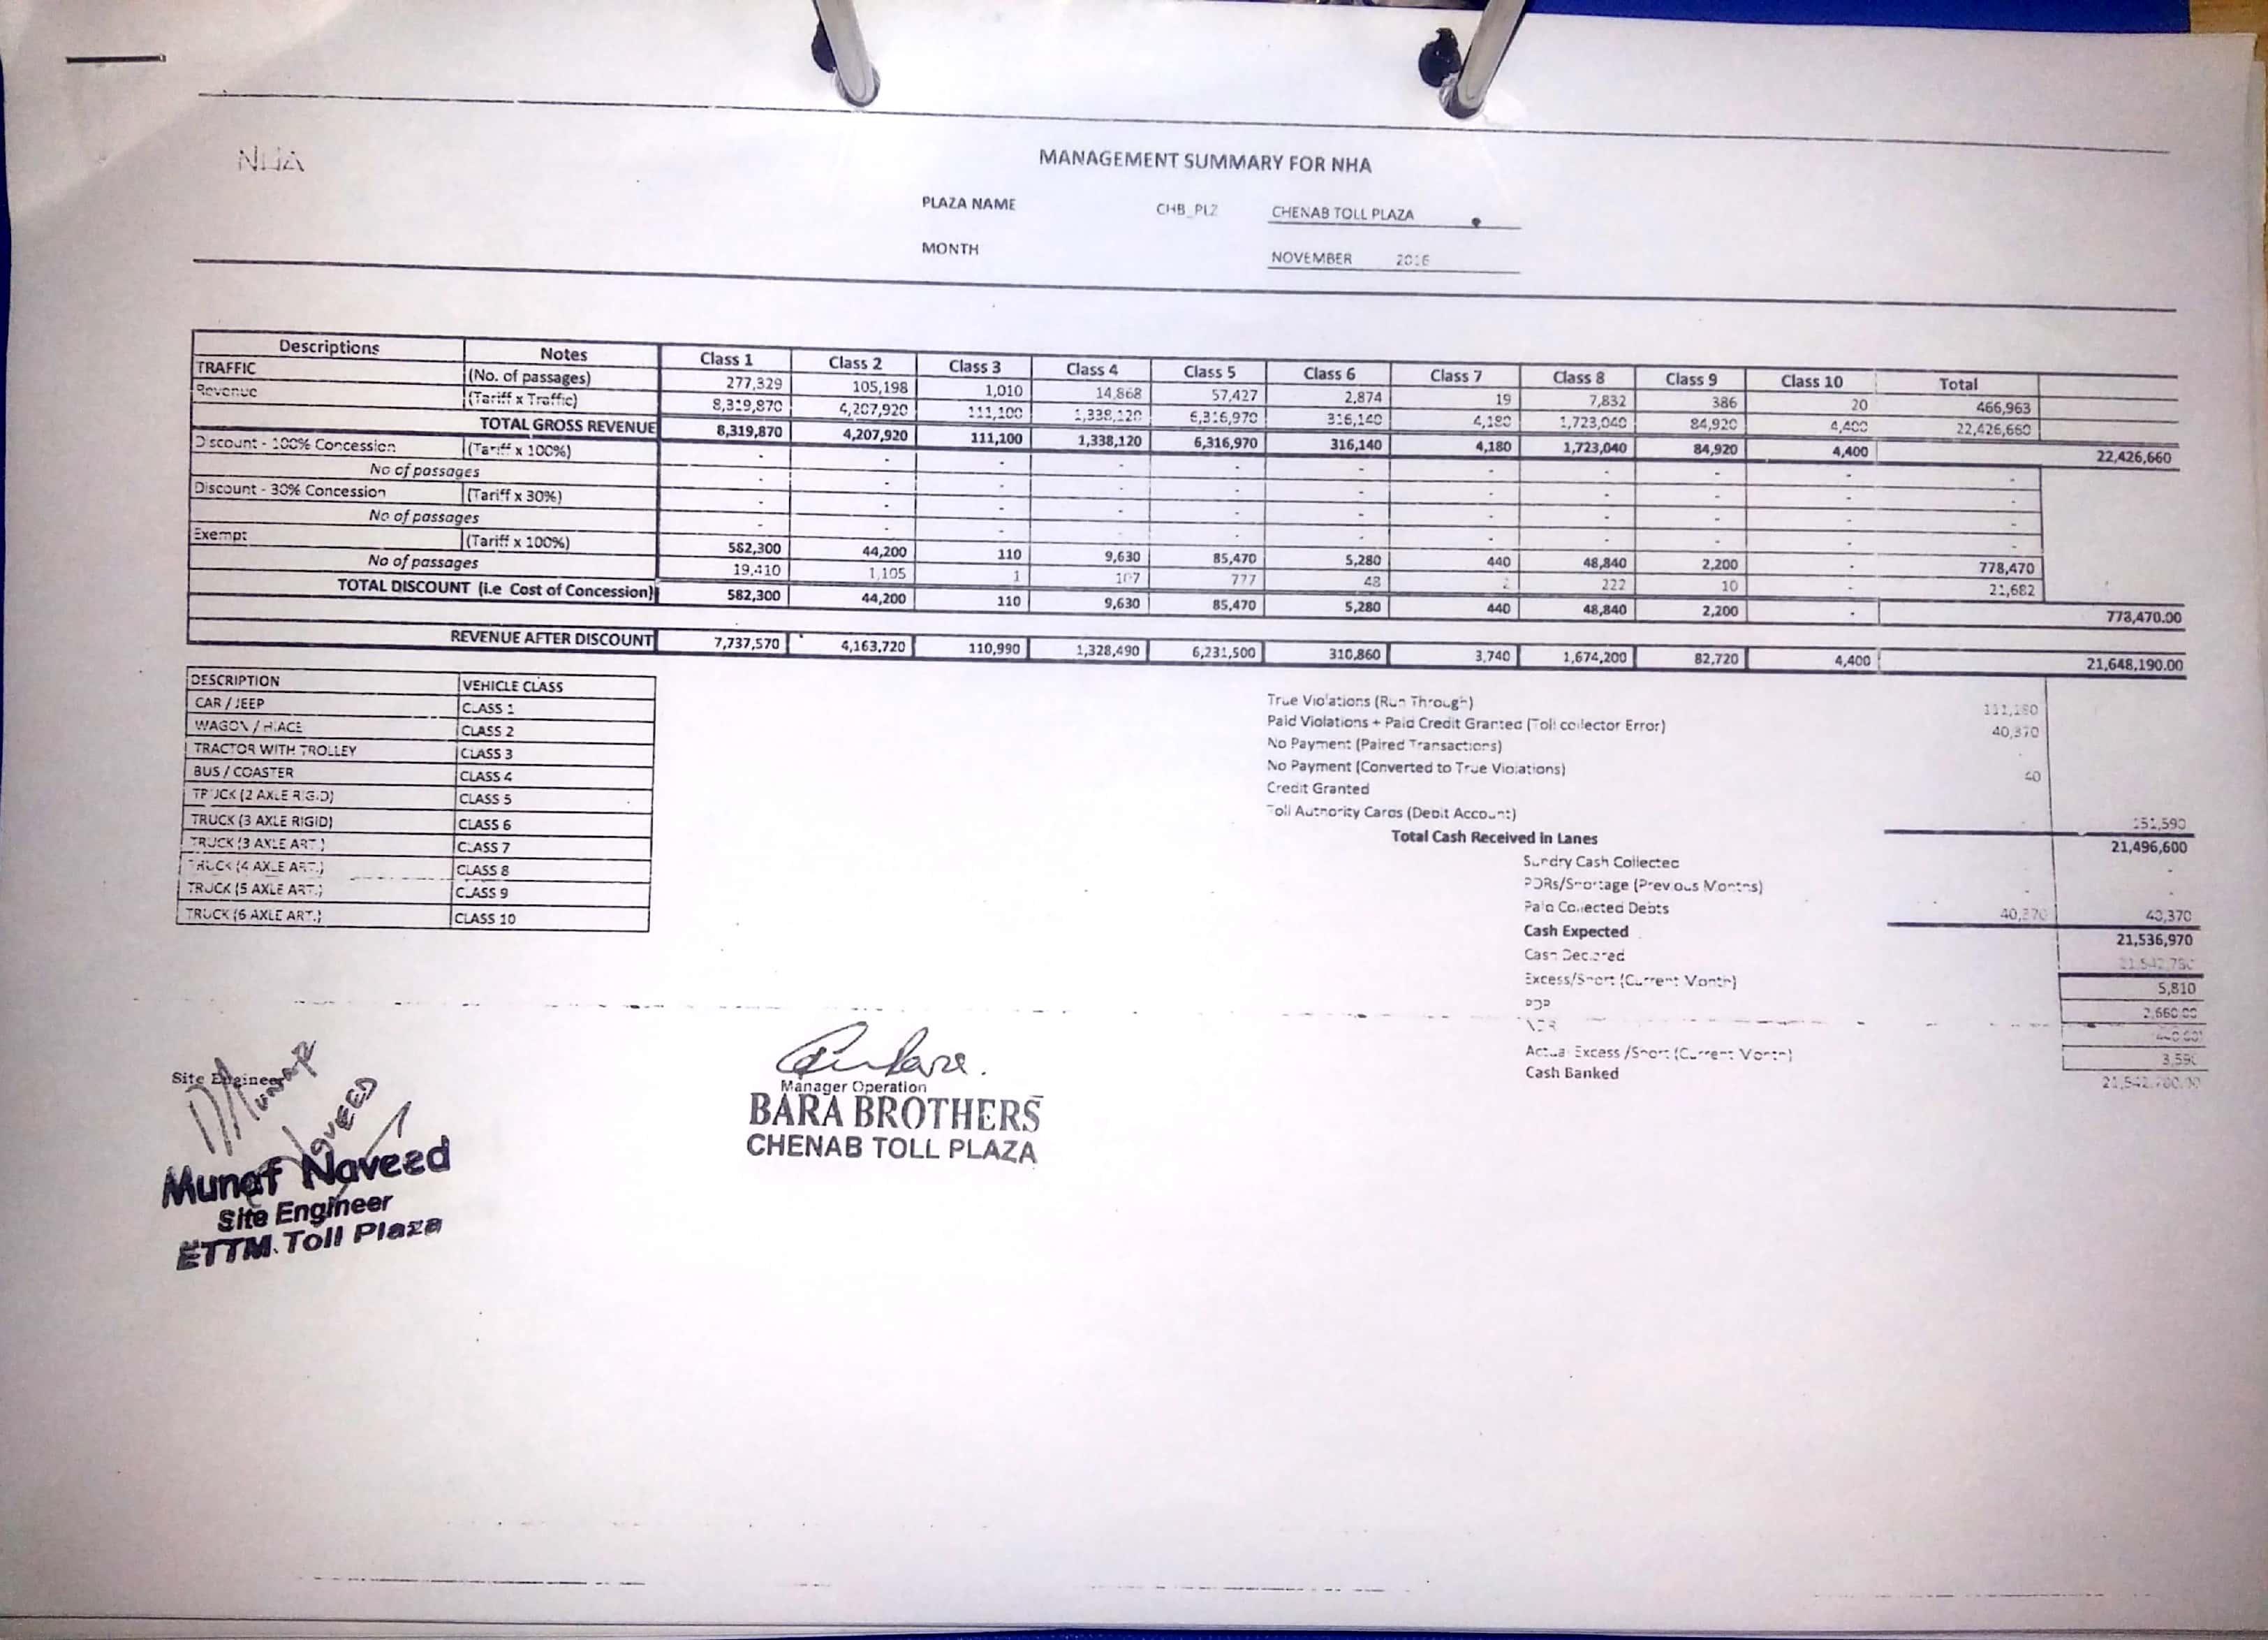 NHA
MANAGEMENT SUMMARY FOR NHA
PLAZA NAME CHB_PLZ CHENAB TOLL PLAZA
MONTH NOVEMBER 2016
Descriptions Notes Class 1 Class 2 Class 3 Class 4 Class 5 Class 6 Class 7 Class 8 Class 9 Class 10 Total
TRAFFIC (No. of passages) 277,329 105,198 1,010 14,868 57,427 2,874 19 7,832 386 20 466,963
Revenue (Tariff x Traffic) 8,319,870 4,207,920 111,100 1,338,120 6,316,970 316,140 4,180 1,723,040 84,920 4,400 22,426,660
TOTAL GROSS REVENUE 8,319,870 4,207,920 111,100 1,338,120 6,316,970 316,140 4,180 1,723,040 84,920 4,400 22,426,660
Discount - 100% Concession (Tariff x 100%) - - - - - - - - - - -
No of passages - - - - - - - - - - -
Discount - 30% Concession (Tariff x 30%) - - - - - - - - - - -
No of passages - - - - - - - - - - -
Exempt (Tariff x 100%) 582,300 44,200 110 9,630 85,470 5,280 440 48,840 2,200 - 778,470
No of passages 19,410 1,105 1 107 777 48 2 222 10 - 21,682
TOTAL DISCOUNT (i.e Cost of Concession) 582,300 44,200 110 9,630 85,470 5,280 440 48,840 2,200 - 778,470.00
REVENUE AFTER DISCOUNT 7,737,570 4,163,720 110,990 1,328,490 6,231,500 310,860 3,740 1,674,200 82,720 4,400 21,648,190.00
DESCRIPTION VEHICLE CLASS
CAR / JEEP CLASS 1
WAGON / HIACE CLASS 2
TRACTOR WITH TROLLEY CLASS 3
BUS / COASTER CLASS 4
TRUCK (2 AXLE RIGID) CLASS 5
TRUCK (3 AXLE RIGID) CLASS 6
TRUCK (3 AXLE ART.) CLASS 7
TRUCK (4 AXLE ART.) CLASS 8
TRUCK (5 AXLE ART.) CLASS 9
TRUCK (6 AXLE ART.) CLASS 10
True Violations (Run Through) 111,180
Paid Violations + Paid Credit Granted (Toll collector Error) 40,370
No Payment (Paired Transactions) -
No Payment (Converted to True Violations) 40
Credit Granted
Toll Authority Cards (Debit Account) - 151,590
Total Cash Received in Lanes 21,496,600
Sundry Cash Collected -
PDRs/Shortage (Previous Months) - -
Paid Collected Debts 40,370 40,370
Cash Expected 21,536,970
Cash Declared 21,542,780
Excess/Short (Current Month) 5,810
PDR 2,660.00
Actual Excess /Short (Current Month) 3,590
Cash Banked 21,542,780.00
Site Engineer
Munaf
Naveed
Munaf Naveed
Site Engineer
ETTM Toll Plaza
Manager Operation
BARA BROTHERS
CHENAB TOLL PLAZA